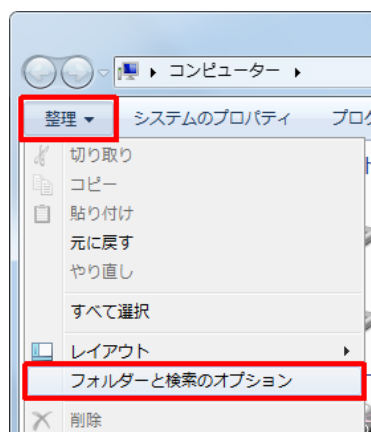 コンピューター
整理 システムのプロパティ プロ
切り取り
コピー
貼り付け
元に戻す
やり直し
すべて選択
レイアウト
フォルダーと検索のオプション
削除